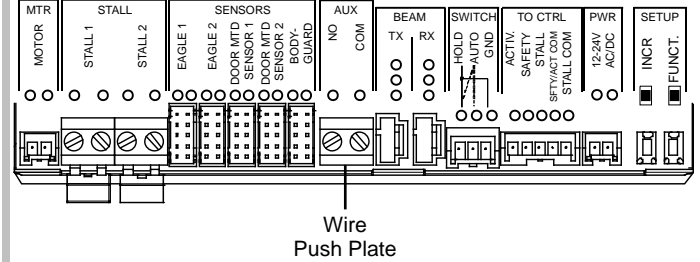 MTR
STALL
SENSORS
AUX
BEAM
SWITCH
TO CTRL
PWR
SETUP
MOTOR
STALL 1
STALL 2
EAGLE 1
EAGLE 2
DOOR MTD
SENSOR 1
DOOR MTD
SENSOR 2
BODY-
GUARD
NO
COM
TX
RX
HOLD
AUTO
GND
ACTIV.
SAFETY
STALL
SFTY/ACT COM
STALL COM
12-24V
AC/DC
INCR
FUNCT.
Wire
Push Plate